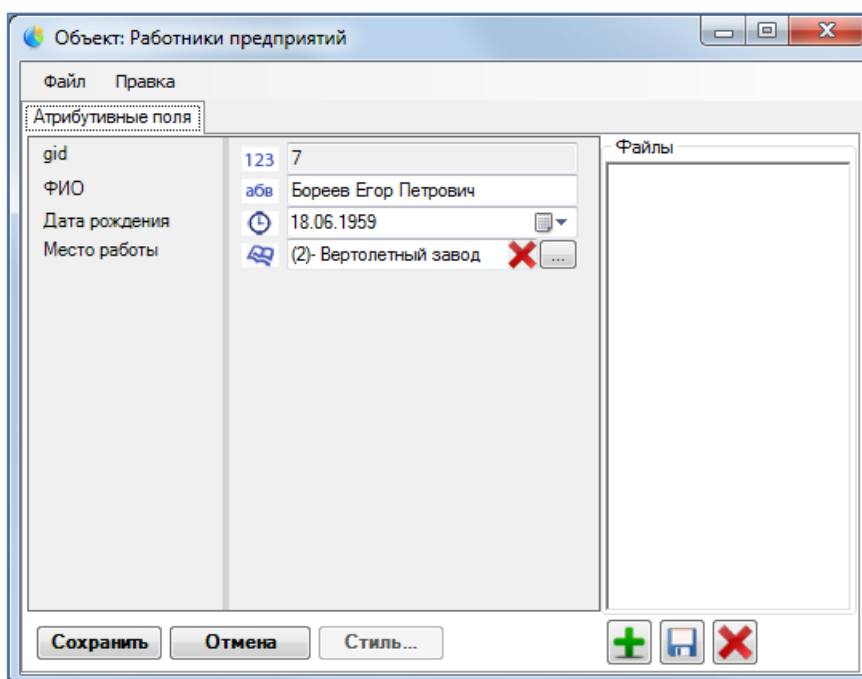 Объект: Работники предприятий
Файл Правка
Атрибутивные поля
gid 123 7
ФИО абв Бореев Егор Петрович
Дата рождения 18.06.1959
Место работы (2)- Вертолетный завод ...
Файлы
Сохранить Отмена Стиль...